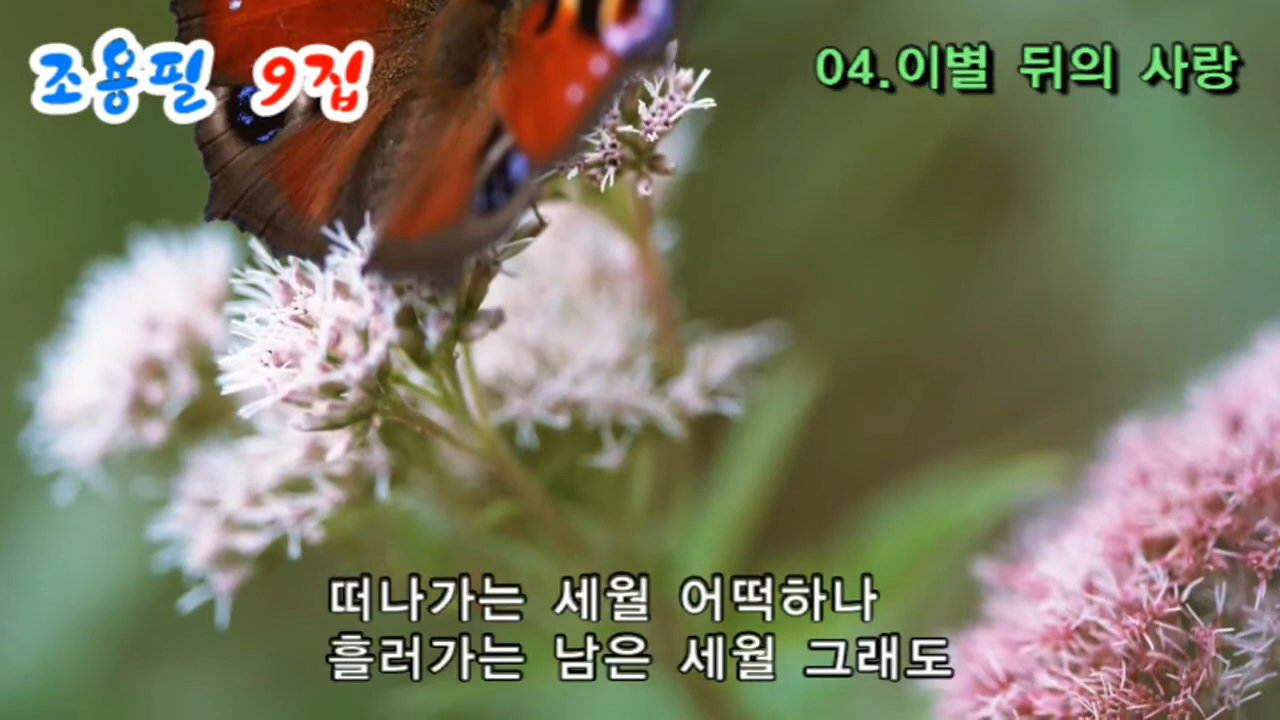 조용필 9집
04.이별 뒤의 사랑
떠나가는 세월 어떡하나
흘러가는 남은 세월 그래도